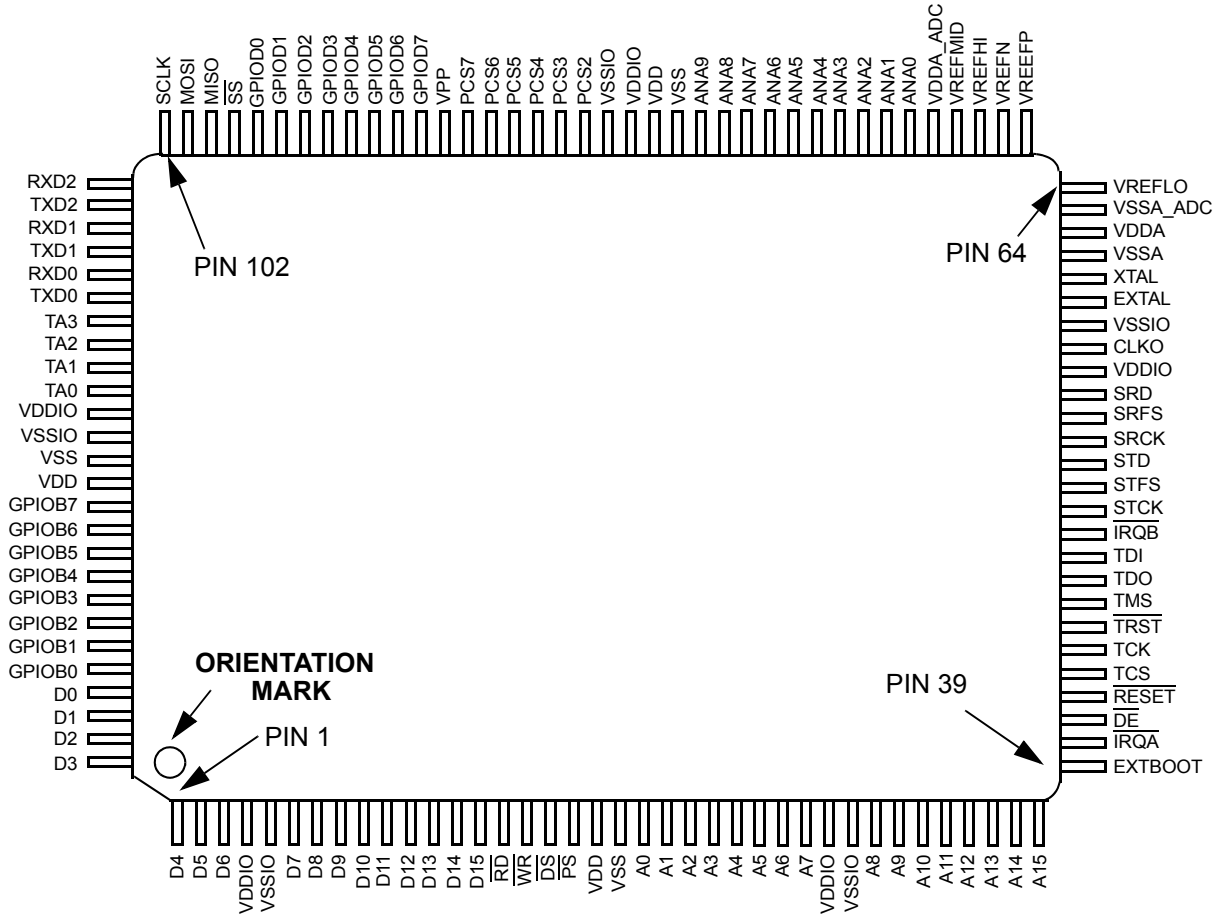 SCLK
MOSI
MISO
SS
GPIOD0
GPIOD1
GPIOD2
GPIOD3
GPIOD4
GPIOD5
GPIOD6
GPIOD7
VPP
PCS7
PCS6
PCS5
PCS4
PCS3
PCS2
VSSIO
VDDIO
VDD
VSS
ANA9
ANA8
ANA7
ANA6
ANA5
ANA4
ANA3
ANA2
ANA1
ANA0
VDDA_ADC
VREFMID
VREFHI
VREFN
VREEFP
RXD2
TXD2
RXD1
TXD1
RXD0
TXD0
TA3
TA2
TA1
TA0
VDDIO
VSSIO
VSS
VDD
GPIOB7
GPIOB6
GPIOB5
GPIOB4
GPIOB3
GPIOB2
GPIOB1
GPIOB0
D0
D1
D2
D3
PIN 102
PIN 64
ORIENTATION
MARK
PIN 1
PIN 39
VREFLO
VSSA_ADC
VDDA
VSSA
XTAL
EXTAL
VSSIO
CLKO
VDDIO
SRD
SRFS
SRCK
STD
STFS
STCK
IRQB
TDI
TDO
TMS
TRST
TCK
TCS
RESET
DE
IRQA
EXTBOOT
D4
D5
D6
VDDIO
VSSIO
D7
D8
D9
D10
D11
D12
D13
D14
D15
RD
WR
DS
PS
VDD
VSS
A0
A1
A2
A3
A4
A5
A6
A7
VDDIO
VSSIO
A8
A9
A10
A11
A12
A13
A14
A15